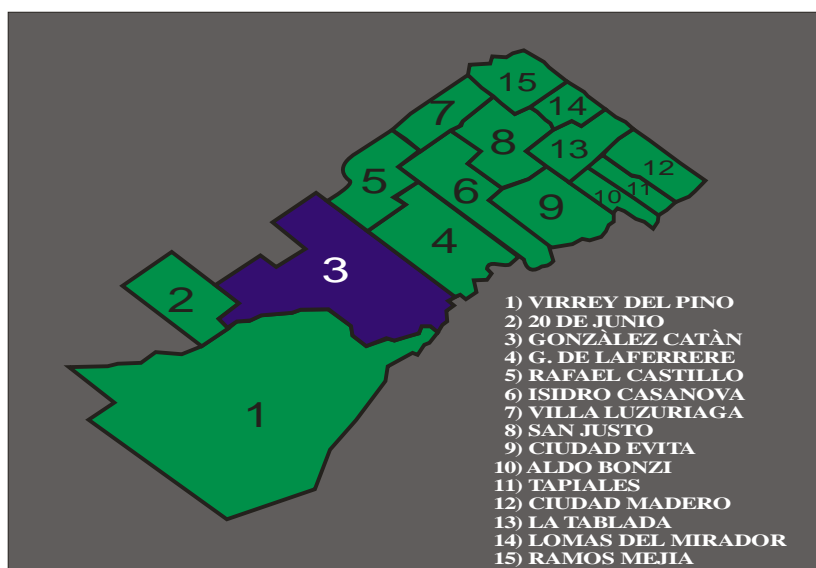 15
14
7
8
13
12
5
11
6
10
9
4
3
2
1
1) VIRREY DEL PINO
2) 20 DE JUNIO
3) GONZÀLEZ CATÀN
4) G. DE LAFERRERE
5) RAFAEL CASTILLO
6) ISIDRO CASANOVA
7) VILLA LUZURIAGA
8) SAN JUSTO
9) CIUDAD EVITA
10) ALDO BONZI
11) TAPIALES
12) CIUDAD MADERO
13) LA TABLADA
14) LOMAS DEL MIRADOR
15) RAMOS MEJIA